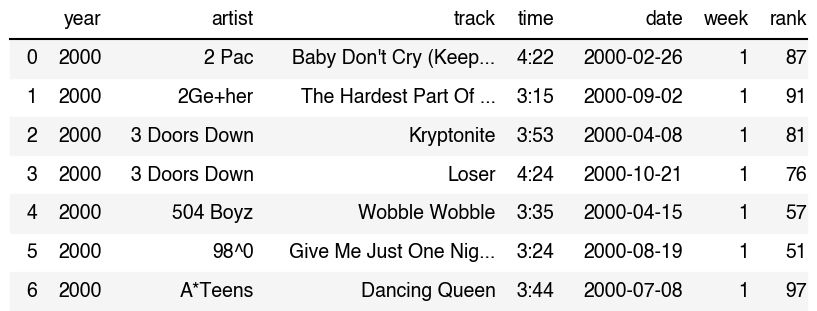 year artist track time date week rank
0 2000 2 Pac Baby Don't Cry (Keep... 4:22 2000-02-26 1 87
1 2000 2Ge+her The Hardest Part Of ... 3:15 2000-09-02 1 91
2 2000 3 Doors Down Kryptonite 3:53 2000-04-08 1 81
3 2000 3 Doors Down Loser 4:24 2000-10-21 1 76
4 2000 504 Boyz Wobble Wobble 3:35 2000-04-15 1 57
5 2000 98^0 Give Me Just One Nig... 3:24 2000-08-19 1 51
6 2000 A*Teens Dancing Queen 3:44 2000-07-08 1 97